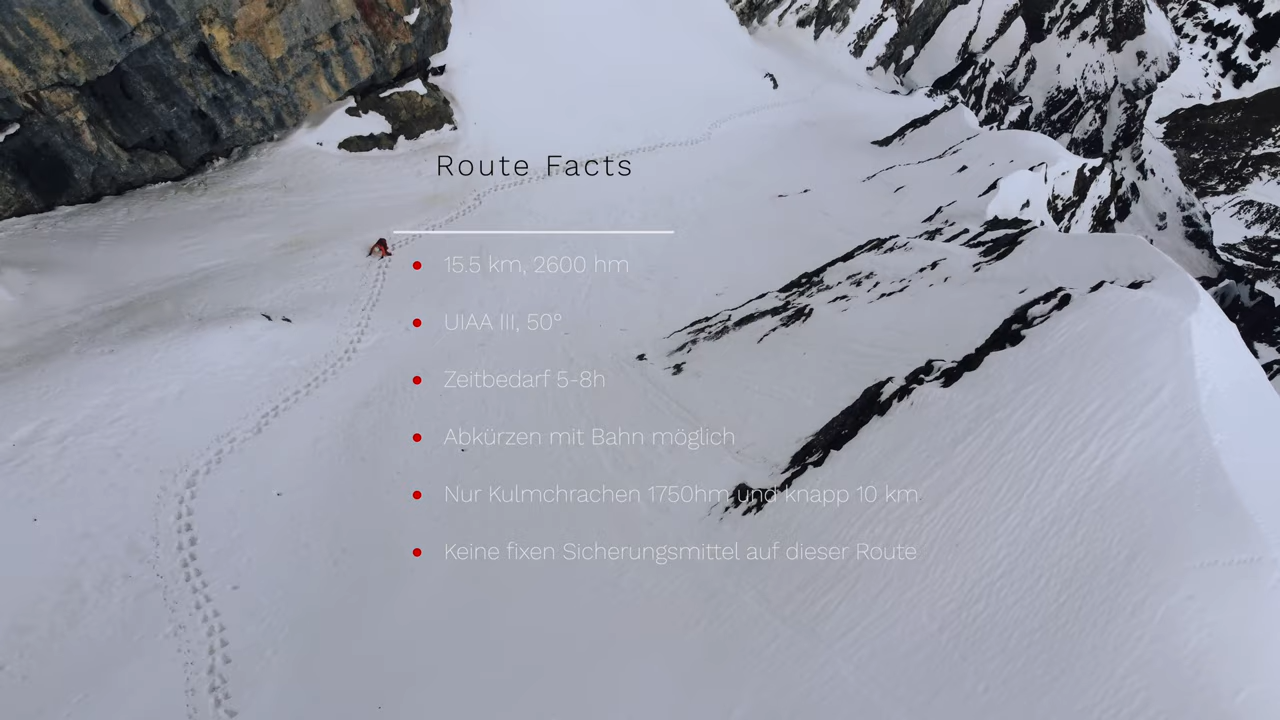 Route Facts
15.5 km, 2600 hm
UIAA III, 50°
Zeitbedarf 5-8h
Abkürzen mit Bahn möglich
Nur Kulmchrachen 1750hm und knapp 10 km
Keine fixen Sicherungsmittel auf dieser Route